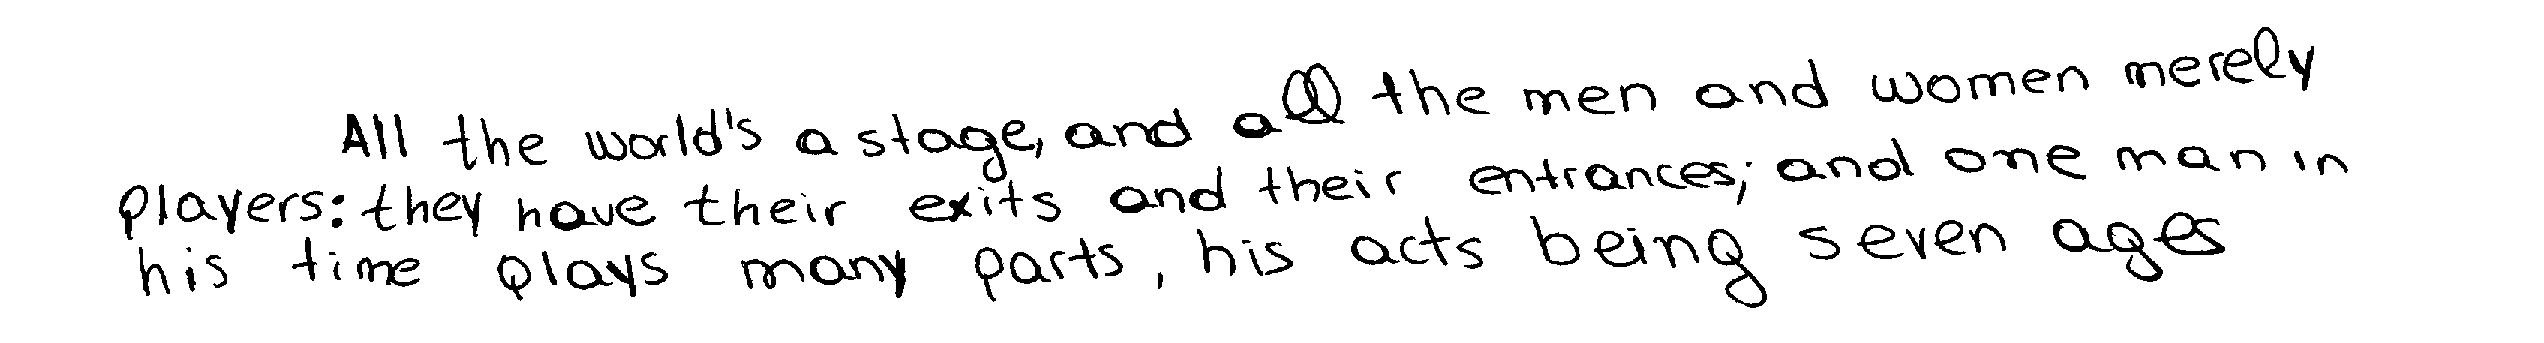 All the world's a stage, and all the men and women merely
players: they have their exits and their entrances; and one man in
his time plays many parts, his acts being seven ages